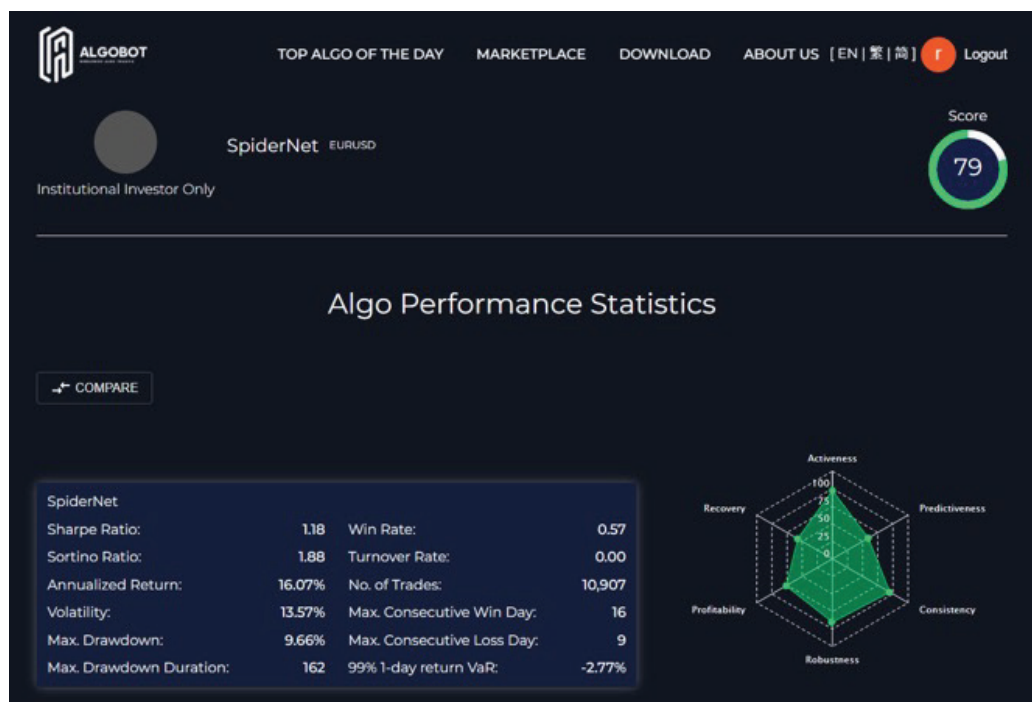 ALGOBOT
TOP ALGO OF THE DAY MARKETPLACE DOWNLOAD ABOUT US [ EN | 繁 | 简 ] r Logout
Score
SpiderNet EURUSD
79
Institutional Investor Only
Algo Performance Statistics
COMPARE
SpiderNet
Sharpe Ratio: 1.18 Win Rate: 0.57
Sortino Ratio: 1.88 Turnover Rate: 0.00
Annualized Return: 16.07% No. of Trades: 10,907
Volatility: 13.57% Max. Consecutive Win Day: 16
Max. Drawdown: 9.66% Max. Consecutive Loss Day: 9
Max. Drawdown Duration: 162 99% 1-day return VaR: -2.77%
Activeness
100
75
50
25
0
Recovery
Predictiveness
Profitability
Consistency
Robustness